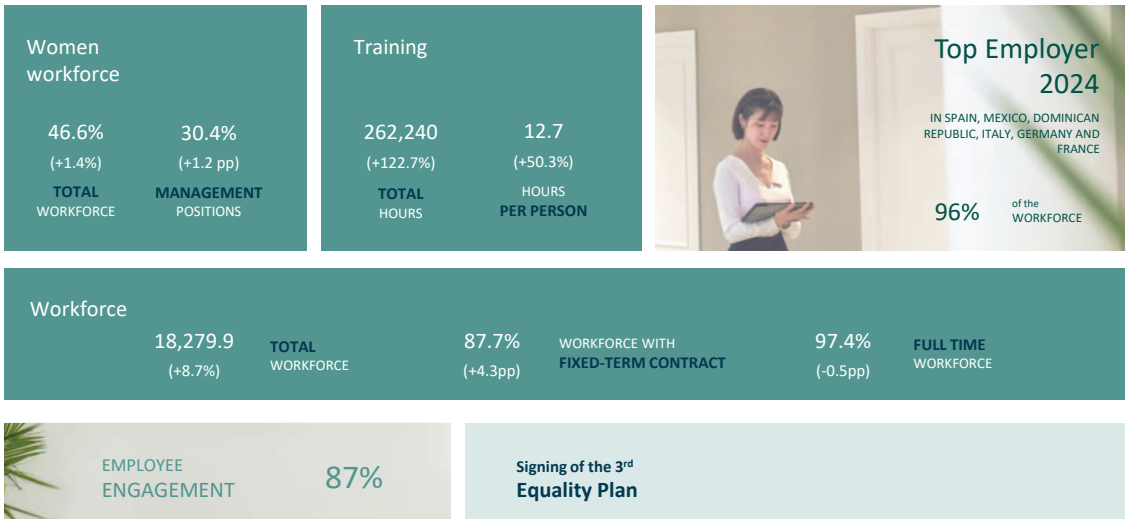 Women
workforce
46.6%
(+1.4%)
TOTAL
WORKFORCE
30.4%
(+1.2 pp)
MANAGEMENT
POSITIONS
Training
262,240
(+122.7%)
TOTAL
HOURS
12.7
(+50.3%)
HOURS
PER PERSON
Top Employer
2024
IN SPAIN, MEXICO, DOMINICAN
REPUBLIC, ITALY, GERMANY AND
FRANCE
96%
of the
WORKFORCE
Workforce
18,279.9
(+8.7%)
TOTAL
WORKFORCE
87.7%
(+4.3pp)
WORKFORCE WITH
FIXED-TERM CONTRACT
97.4%
(-0.5pp)
FULL TIME
WORKFORCE
EMPLOYEE
ENGAGEMENT
87%
Signing of the 3rd
Equality Plan